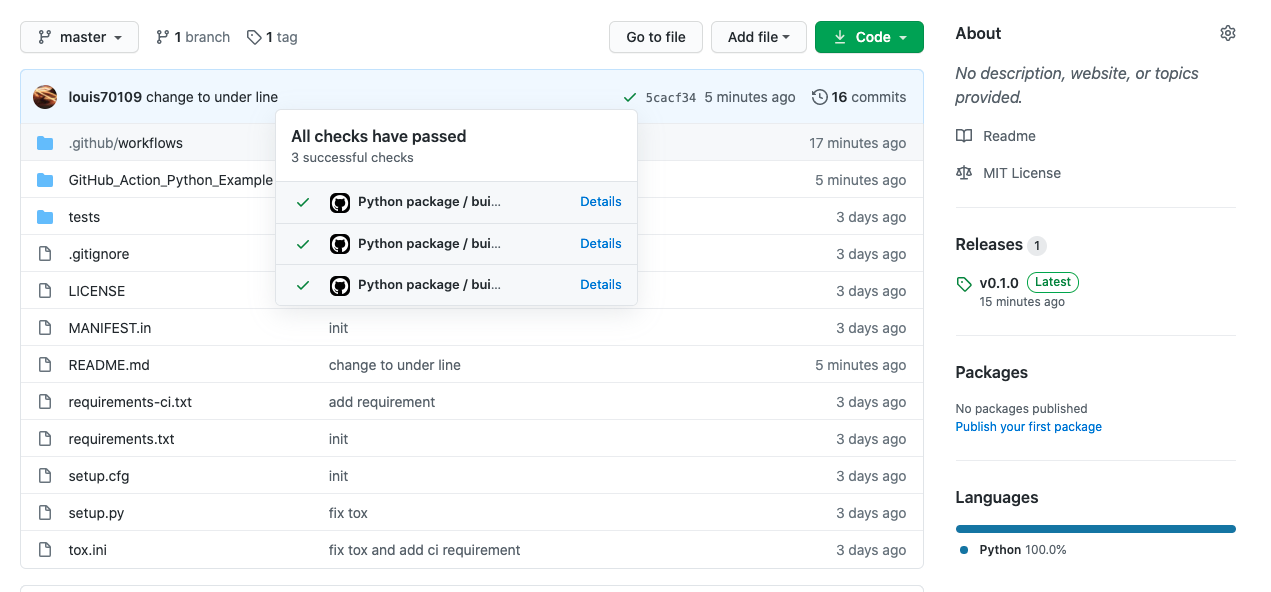 master 1 branch 1 tag Go to file Add file Code
louis70109 change to under line 5cacf34 5 minutes ago 16 commits
All checks have passed
3 successful checks
Python package / bui... Details
Python package / bui... Details
Python package / bui... Details
.github/workflows 17 minutes ago
GitHub_Action_Python_Example 5 minutes ago
tests 3 days ago
.gitignore 3 days ago
LICENSE 3 days ago
MANIFEST.in init 3 days ago
README.md change to under line 5 minutes ago
requirements-ci.txt add requirement 3 days ago
requirements.txt init 3 days ago
setup.cfg init 3 days ago
setup.py fix tox 3 days ago
tox.ini fix tox and add ci requirement 3 days ago
About
No description, website, or topics
provided.
Readme
MIT License
Releases 1
v0.1.0 Latest
15 minutes ago
Packages
No packages published
Publish your first package
Languages
Python 100.0%